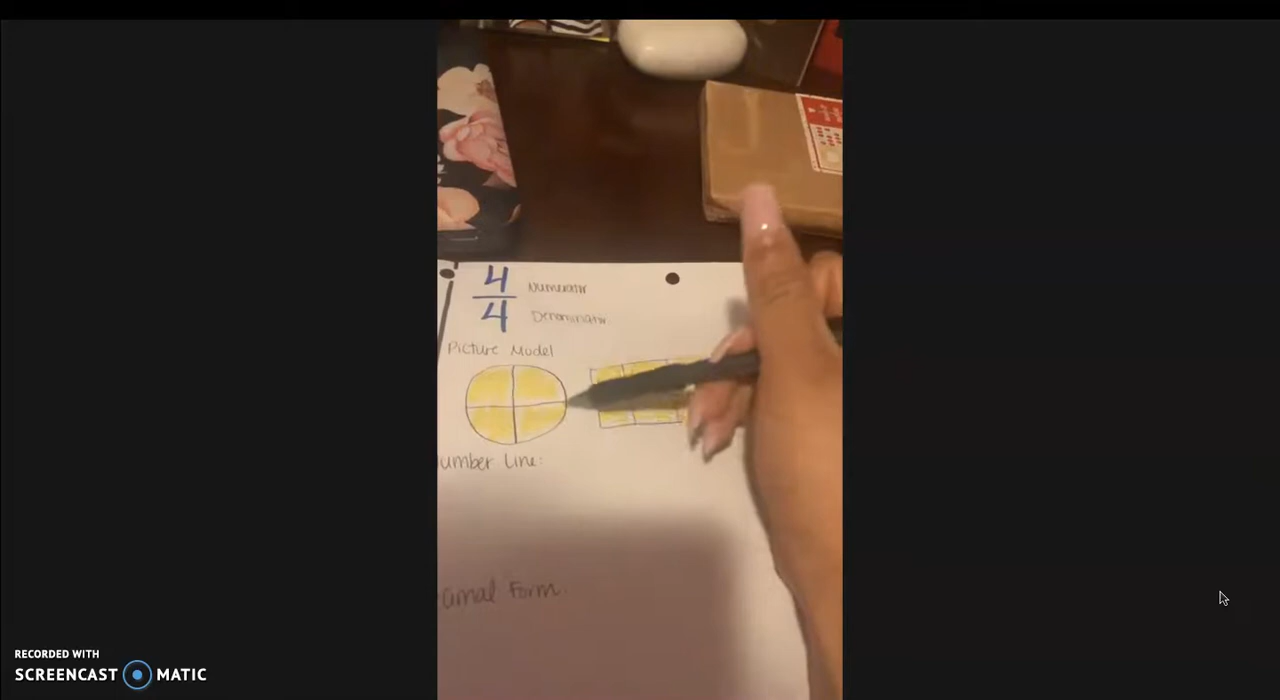 4 Numerator
4 Denominator
Picture Model
umber Line:
imal Form.
RECORDED WITH
SCREENCAST MATIC